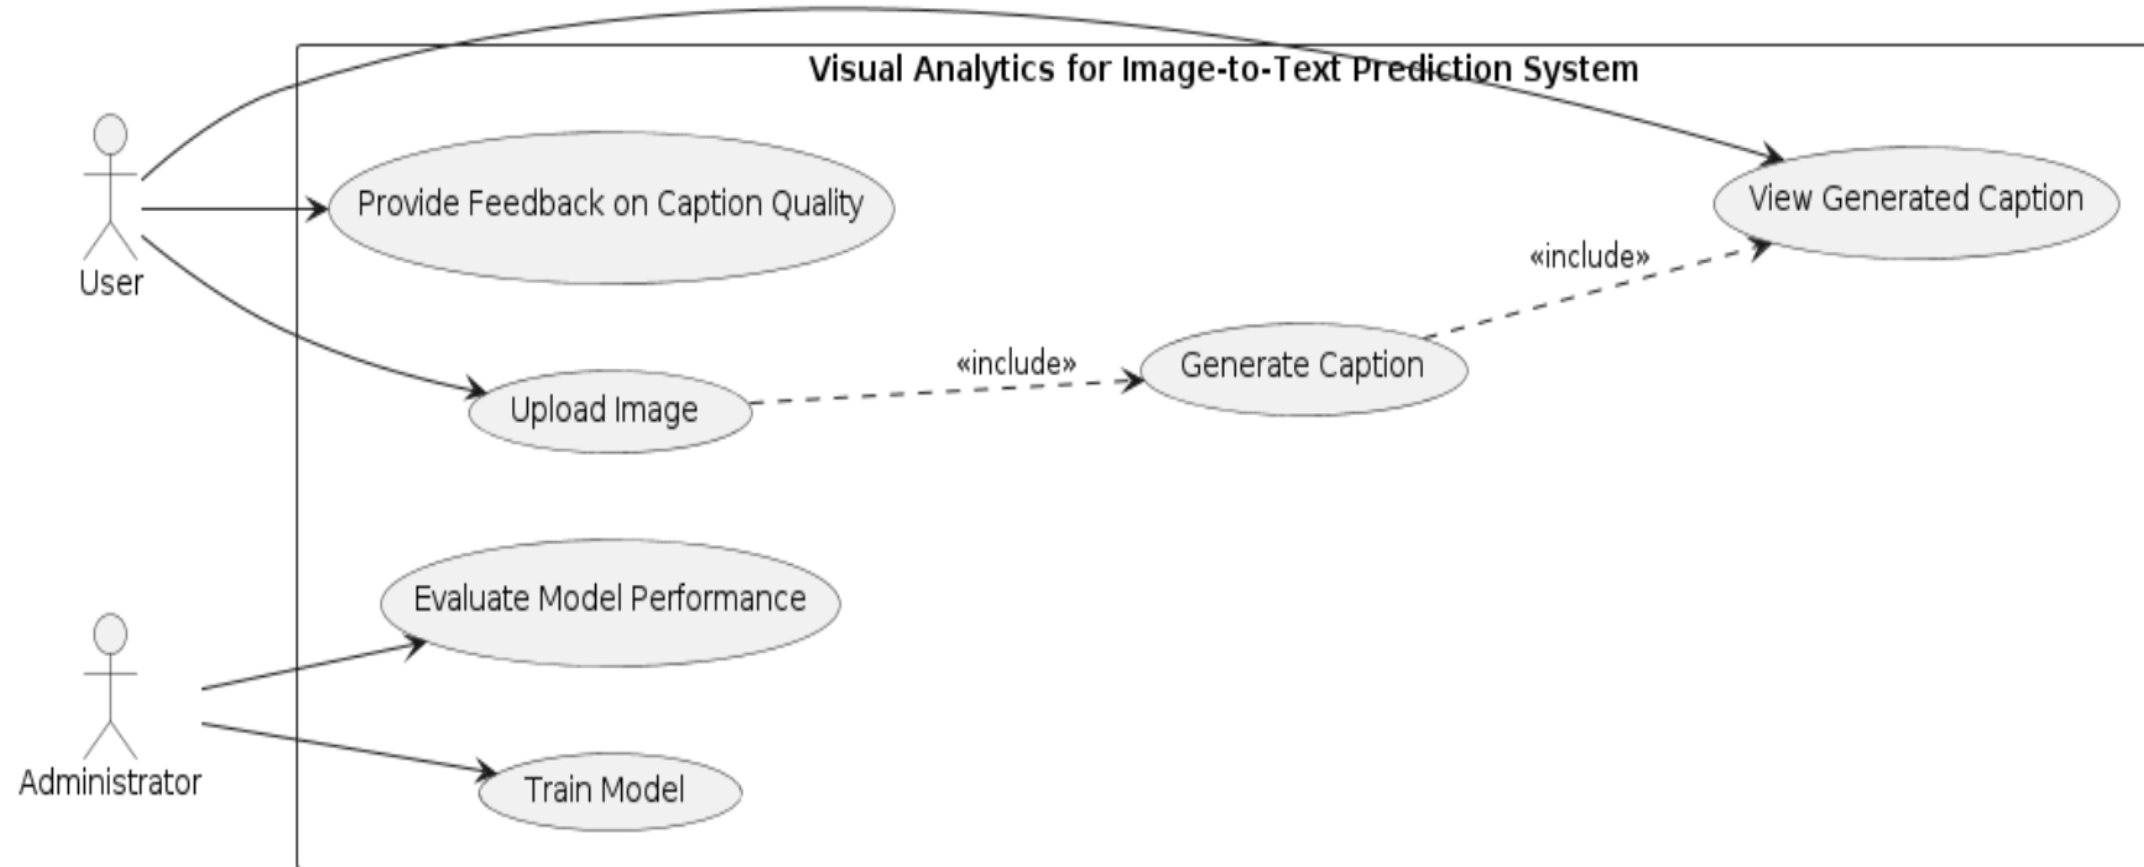 Visual Analytics for Image-to-Text Prediction System
Provide Feedback on Caption Quality
View Generated Caption
«include»
User
«include»
Generate Caption
Upload Image
Evaluate Model Performance
Administrator
Train Model